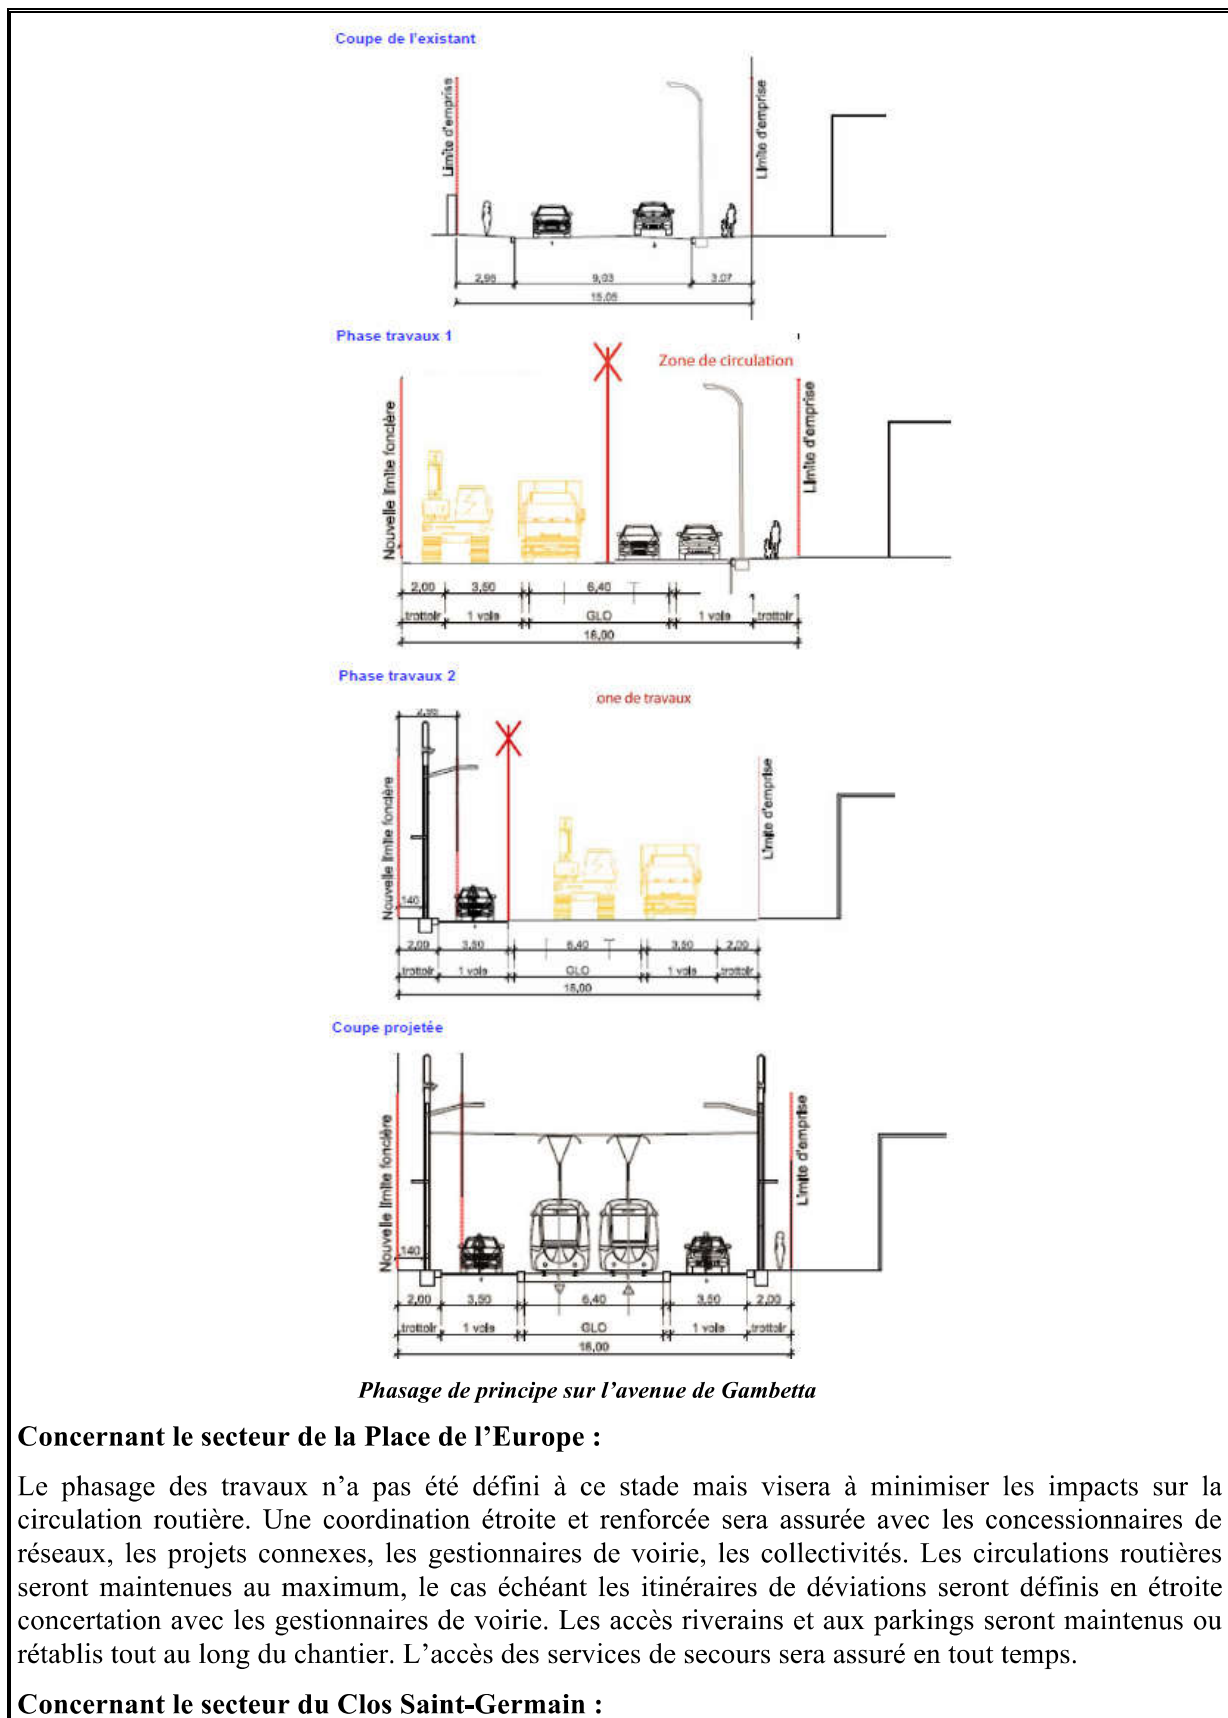 Coupe de l'existant
Limite d'emprise
Limite d'emprise
2,95 9,03 3.07
15,05
Phase travaux 1
Zone de circulation
Nouvelle limite foncière
Limite d'emprise
2,00 3,50 6,40
trottoir 1 voie GLO 1 voie trottoir
18,00
Phase travaux 2
one de travaux
2,95
Nouvelle limite foncière
Limite d'emprise
140
2,00 3,50 6,40 3,50 2,00
trottoir 1 voie GLO 1 voie trottoir
18,00
Coupe projetée
Nouvelle limite foncière
Limite d'emprise
140
2,00 3,50 6,40 3,50 2,00
trottoir 1 voie GLO 1 voie trottoir
18,00
Phasage de principe sur l'avenue de Gambetta
Concernant le secteur de la Place de l'Europe :
Le phasage des travaux n'a pas été défini à ce stade mais visera à minimiser les impacts sur la
circulation routière. Une coordination étroite et renforcée sera assurée avec les concessionnaires de
réseaux, les projets connexes, les gestionnaires de voirie, les collectivités. Les circulations routières
seront maintenues au maximum, le cas échéant les itinéraires de déviations seront définis en étroite
concertation avec les gestionnaires de voirie. Les accès riverains et aux parkings seront maintenus ou
rétablis tout au long du chantier. L'accès des services de secours sera assuré en tout temps.
Concernant le secteur du Clos Saint-Germain :